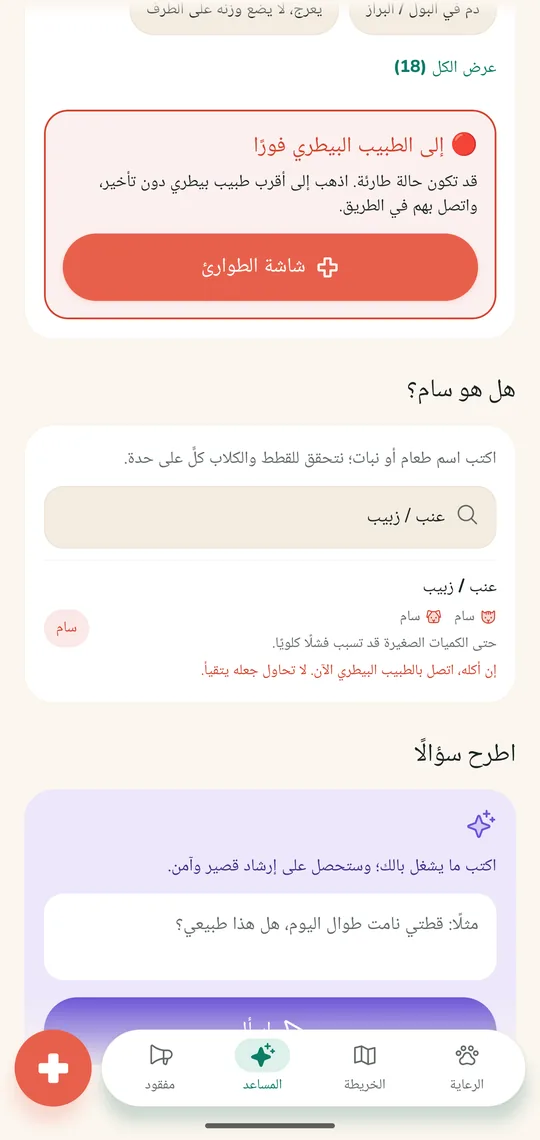 دم في البول / البراز
يعرج، لا يضع وزنه على الطرف
عرض الكل (18)
إلى الطبيب البيطري فورًا
قد تكون حالة طارئة. اذهب إلى أقرب طبيب بيطري دون تأخير،
واتصل بهم في الطريق.
شاشة الطوارئ
هل هو سام؟
اكتب اسم طعام أو نبات؛ نتحقق للقطط والكلاب كلٍّ على حدة.
عنب / زبيب
عنب / زبيب
سام
سام
سام
حتى الكميات الصغيرة قد تسبب فشلًا كلويًا.
إن أكله، اتصل بالطبيب البيطري الآن. لا تحاول جعله يتقيأ.
اطرح سؤالًا
اكتب ما يشغل بالك؛ وستحصل على إرشاد قصير وآمن.
مثلًا: قطتي نامت طوال اليوم، هل هذا طبيعي؟
الرعاية
الخريطة
المساعد
مفقود